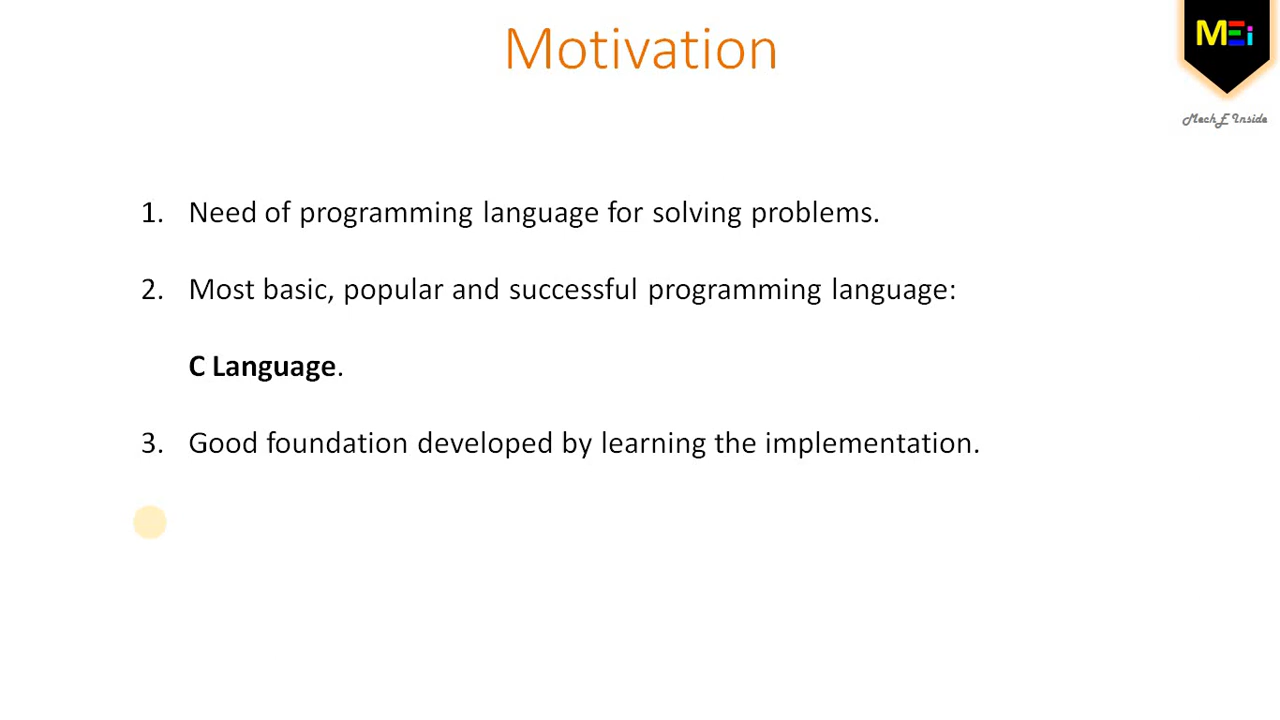 Motivation
MEi
MechE Inside
1. Need of programming language for solving problems.
2. Most basic, popular and successful programming language:
C Language.
3. Good foundation developed by learning the implementation.